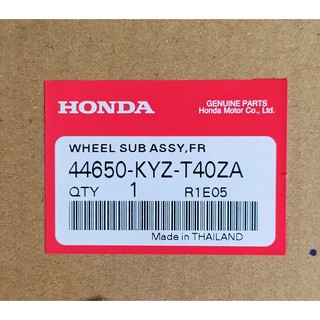 HONDA
GENUINE PARTS
Honda Motor Co., Ltd.
WHEEL SUB ASSY,FR
44650-KYZ-T40ZA
QTY 1 R1E05
Made in THAILAND